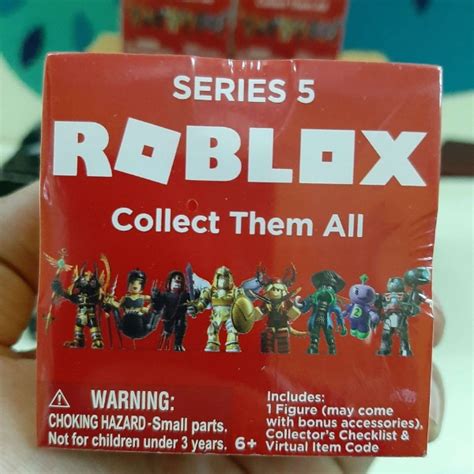 SERIES 5
ROBLOX
Collect Them All
WARNING:
CHOKING HAZARD-Small parts.
Not for children under 3 years. 6+
Includes:
1 Figure (may come
with bonus accessories),
Collector's Checklist &
Virtual Item Code